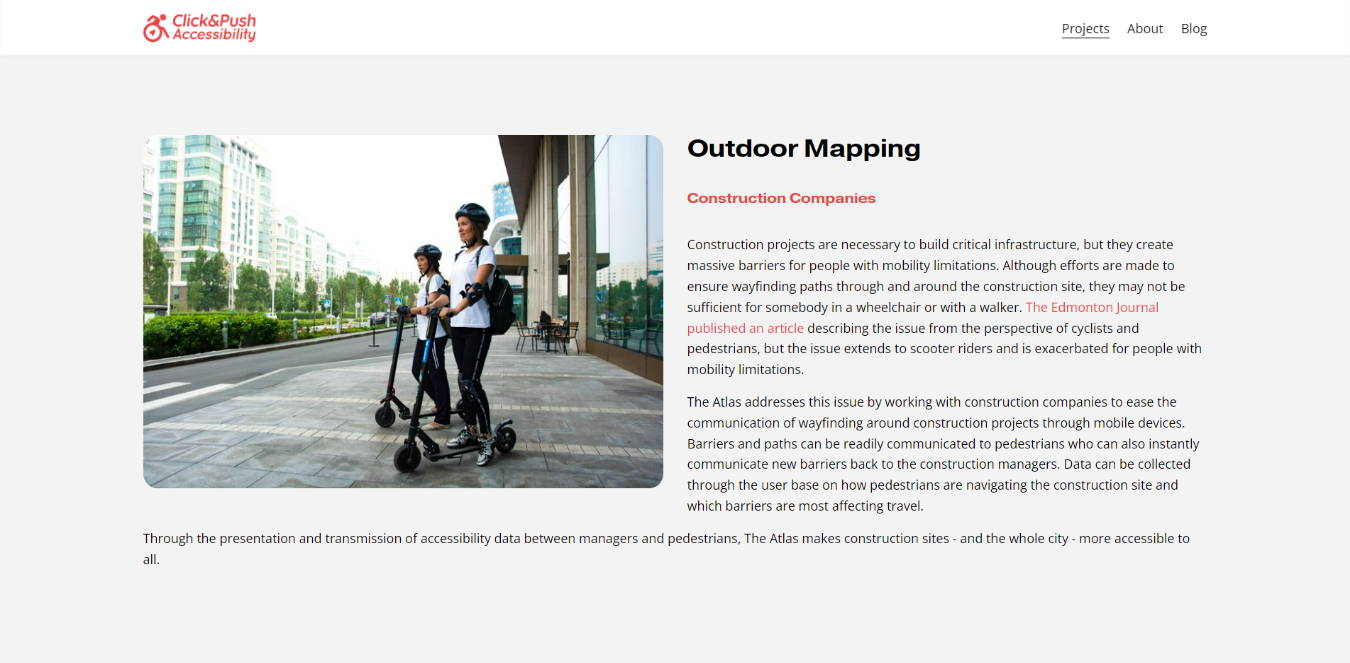 Click&Push
Accessibility
Projects
About
Blog
Outdoor Mapping
Construction Companies
Construction projects are necessary to build critical infrastructure, but they create
massive barriers for people with mobility limitations. Although efforts are made to
ensure wayfinding paths through and around the construction site, they may not be
sufficient for somebody in a wheelchair or with a walker. The Edmonton Journal
published an article describing the issue from the perspective of cyclists and
pedestrians, but the issue extends to scooter riders and is exacerbated for people with
mobility limitations.
The Atlas addresses this issue by working with construction companies to ease the
communication of wayfinding around construction projects through mobile devices.
Barriers and paths can be readily communicated to pedestrians who can also instantly
communicate new barriers back to the construction managers. Data can be collected
through the user base on how pedestrians are navigating the construction site and
which barriers are most affecting travel.
Through the presentation and transmission of accessibility data between managers and pedestrians, The Atlas makes construction sites - and the whole city - more accessible to
all.